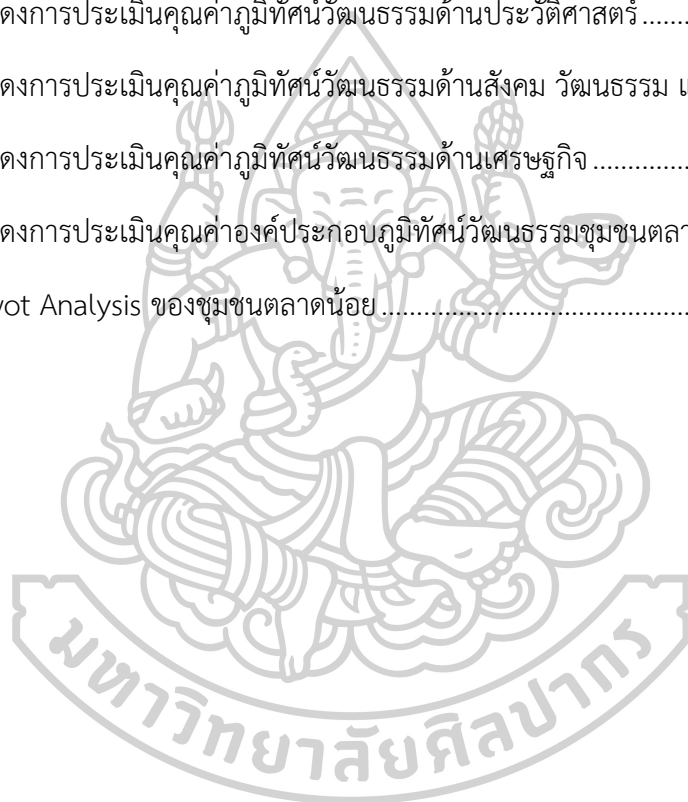 ดงการประเมินคุณค่าภูมิทัศน์วัฒนธรรมด้านประวัติศาสตร์........
ดงการประเมินคุณค่าภูมิทัศน์วัฒนธรรมด้านสังคม วัฒนธรรม แ
ดงการประเมินคุณค่าภูมิทัศน์วัฒนธรรมด้านเศรษฐกิจ................
ดงการประเมินคุณค่าองค์ประกอบภูมิทัศน์วัฒนธรรมชุมชนตลา
vot Analysis ของชุมชนตลาดน้อย..................................................
มหาวิทยาลัยศิลปากร